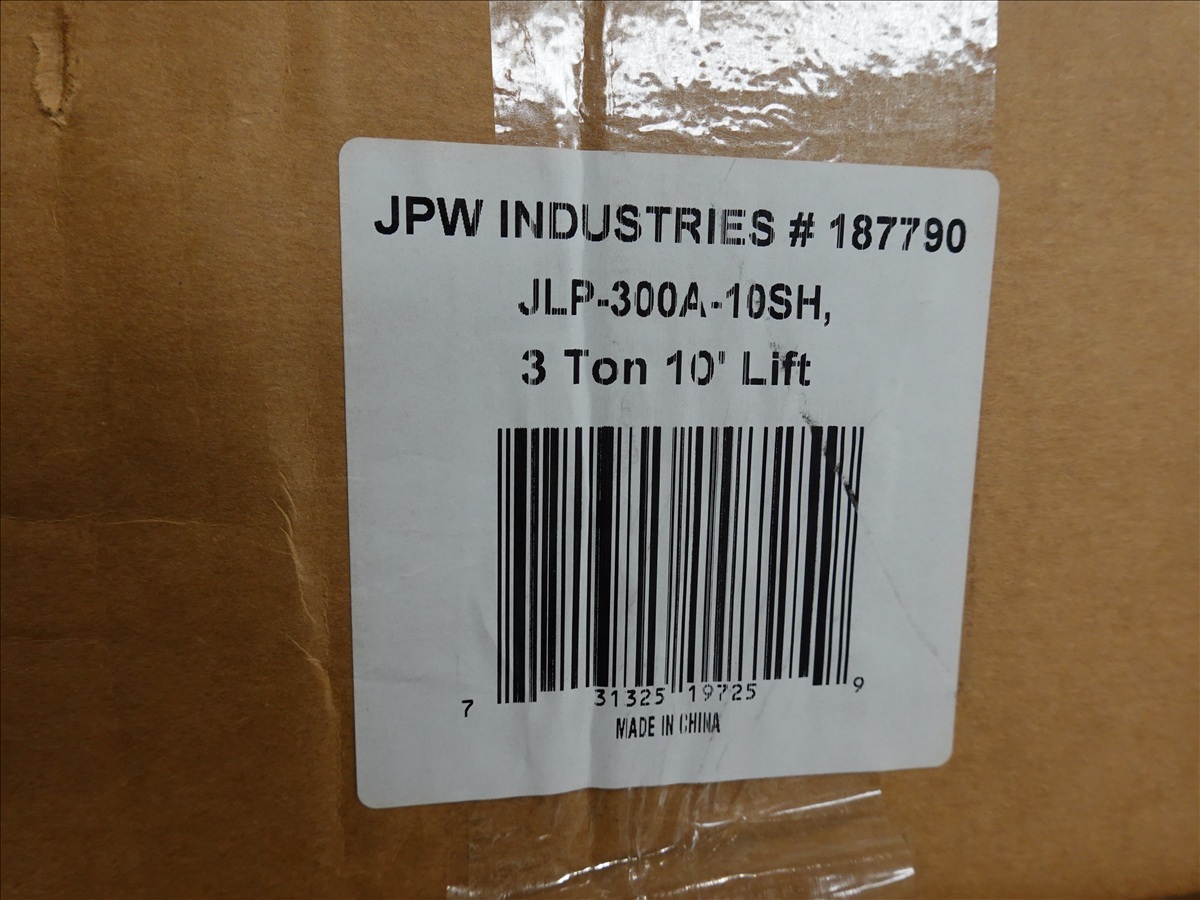 JPW INDUSTRIES # 187790
JLP-300A-10SH,
3 Ton 10' Lift
7 31325 19725 9
MADE IN CHINA